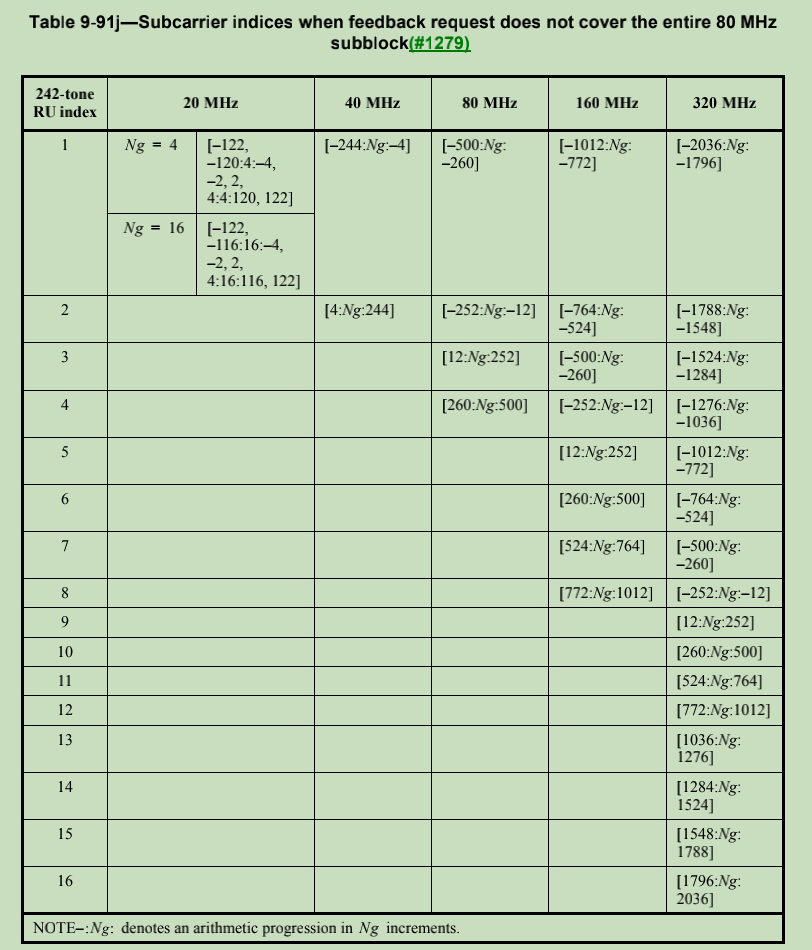 Table 9-91j—Subcarrier indices when feedback request does not cover the entire 80 MHz
subblock(#1279)
242-tone
RU index
20 MHz
40 MHz
80 MHz
160 MHz
320 MHz
1
Ng = 4
[–122,
–120:4:–4,
–2, 2,
4:4:120, 122]
[–244:Ng:–4]
[–500:Ng:
–260]
[–1012:Ng:
–772]
[–2036:Ng:
–1796]
Ng = 16
[–122,
–116:16:–4,
–2, 2,
4:16:116, 122]
2
[4:Ng:244]
[–252:Ng:–12]
[–764:Ng:
–524]
[–1788:Ng:
–1548]
3
[12:Ng:252]
[–500:Ng:
–260]
[–1524:Ng:
–1284]
4
[260:Ng:500]
[–252:Ng:–12]
[–1276:Ng:
–1036]
5
[12:Ng:252]
[–1012:Ng:
–772]
6
[260:Ng:500]
[–764:Ng:
–524]
7
[524:Ng:764]
[–500:Ng:
–260]
8
[772:Ng:1012]
[–252:Ng:–12]
9
[12:Ng:252]
10
[260:Ng:500]
11
[524:Ng:764]
12
[772:Ng:1012]
13
[1036:Ng:
1276]
14
[1284:Ng:
1524]
15
[1548:Ng:
1788]
16
[1796:Ng:
2036]
NOTE–:Ng: denotes an arithmetic progression in Ng increments.